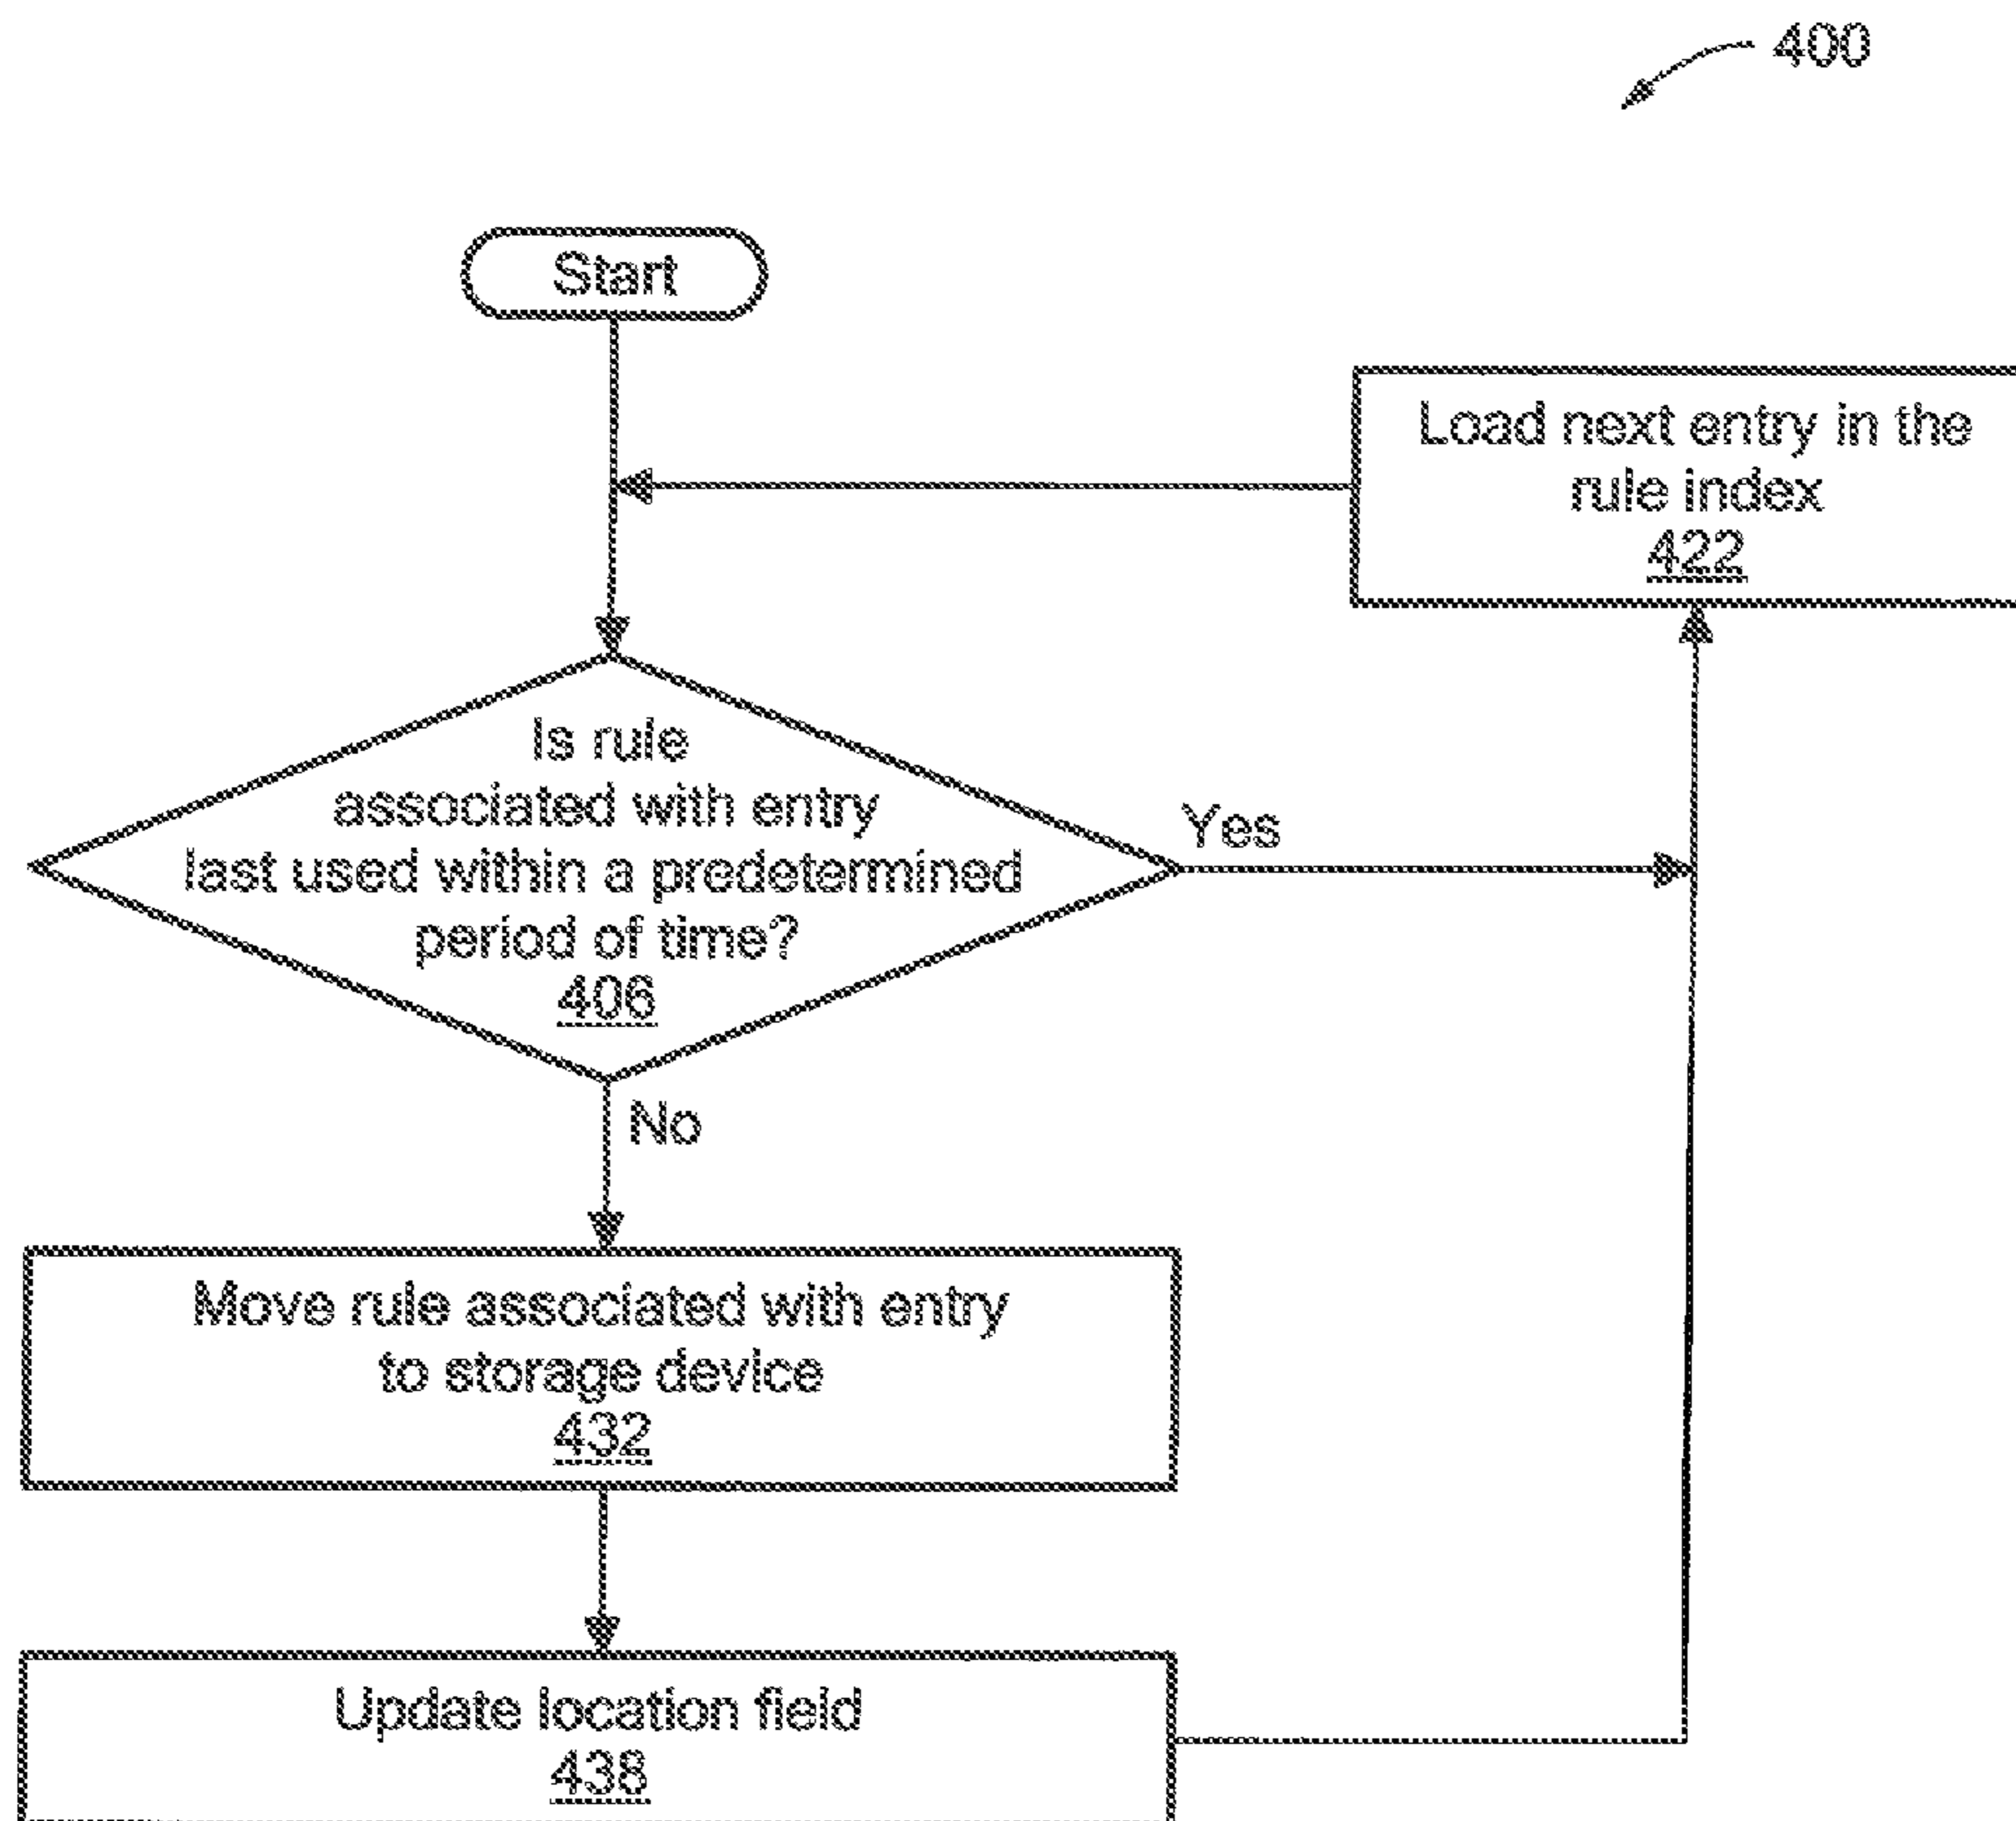 400
Start
Load next entry in the
rule index
422
Is rule
associated with entry
last used within a predetermined
period of time?
406
Yes
No
Move rule associated with entry
to storage device
432
Update location field
438